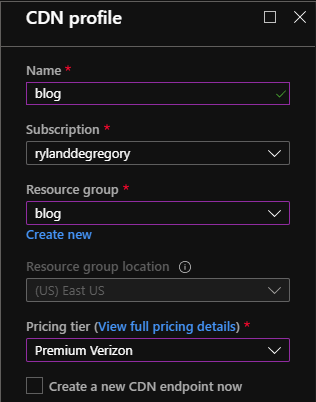 CDN profile
Name *
blog
Subscription *
rylanddegregory
Resource group *
blog
Create new
Resource group location
(US) East US
Pricing tier (View full pricing details) *
Premium Verizon
Create a new CDN endpoint now